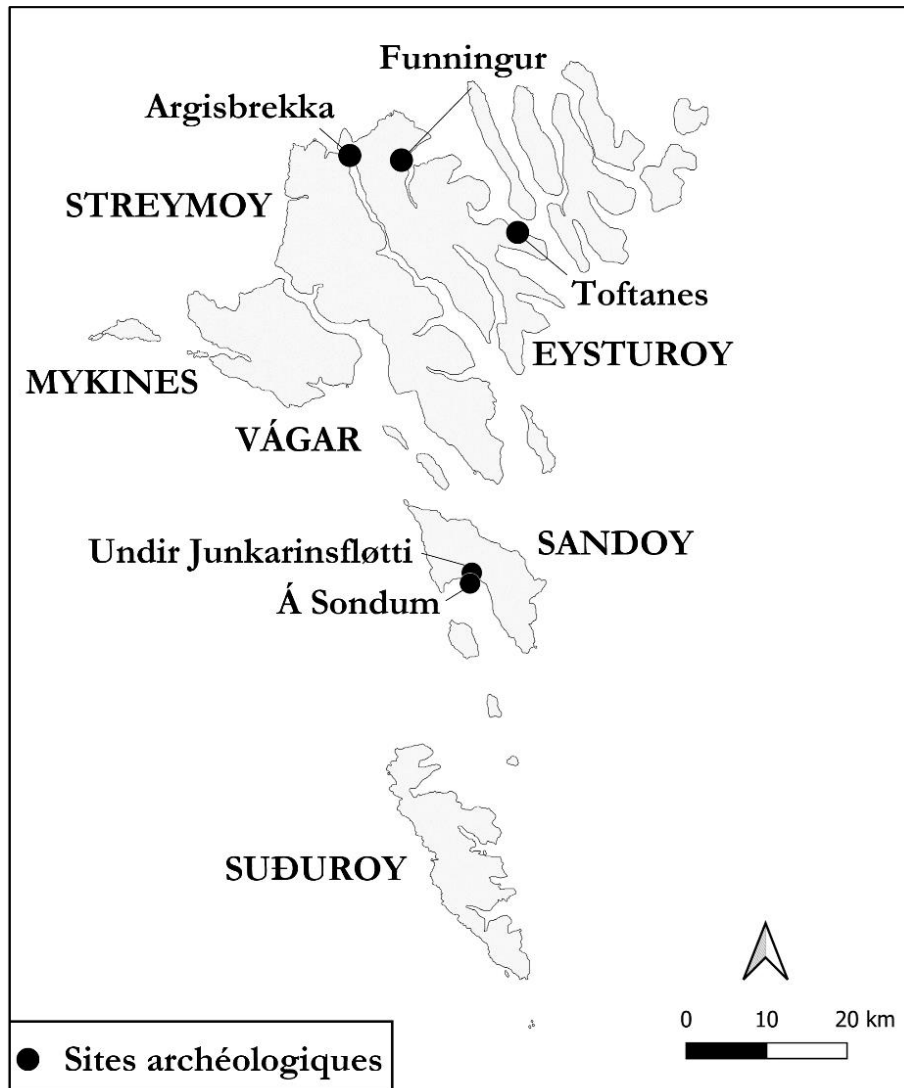 Funningur
Argisbrekka
STREYMOY
Toftanes
EYSTUROY
MYKINES
VÁGAR
Undir Junkarinsfløtti
SANDOY
Á Sondum
SUÐUROY
0 10 20 km
Sites archéologiques